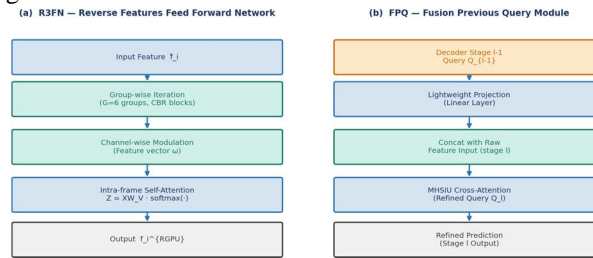 (a) R3FN — Reverse Features Feed Forward Network
Input Feature f̂_i
Group-wise Iteration
(G=6 groups, CBR blocks)
Channel-wise Modulation
(Feature vector ω)
Intra-frame Self-Attention
Z = XW_V · softmax(·)
Output f_i^{RGPU}
(b) FPQ — Fusion Previous Query Module
Decoder Stage l-1
Query Q_{l-1}
Lightweight Projection
(Linear Layer)
Concat with Raw
Feature Input (stage l)
MHSIU Cross-Attention
(Refined Query Q_l)
Refined Prediction
(Stage l Output)